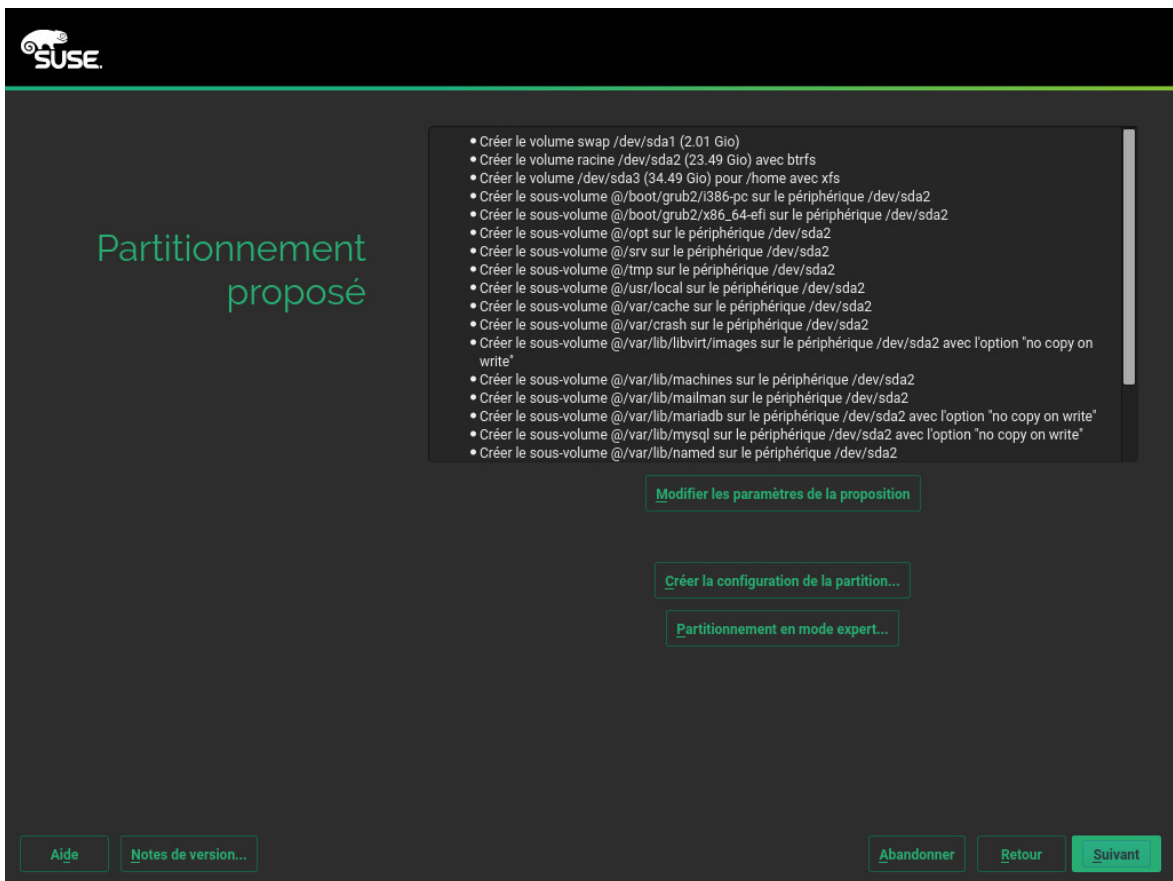 SUSE.
Partitionnement
proposé
• Créer le volume swap /dev/sda1 (2.01 Gio)
• Créer le volume racine /dev/sda2 (23.49 Gio) avec btrfs
• Créer le volume /dev/sda3 (34.49 Gio) pour /home avec xfs
• Créer le sous-volume @/boot/grub2/i386-pc sur le périphérique /dev/sda2
• Créer le sous-volume @/boot/grub2/x86_64-efi sur le périphérique /dev/sda2
• Créer le sous-volume @/opt sur le périphérique /dev/sda2
• Créer le sous-volume @/srv sur le périphérique /dev/sda2
• Créer le sous-volume @/tmp sur le périphérique /dev/sda2
• Créer le sous-volume @/usr/local sur le périphérique /dev/sda2
• Créer le sous-volume @/var/cache sur le périphérique /dev/sda2
• Créer le sous-volume @/var/crash sur le périphérique /dev/sda2
• Créer le sous-volume @/var/lib/libvirt/images sur le périphérique /dev/sda2 avec l'option "no copy on
write"
• Créer le sous-volume @/var/lib/machines sur le périphérique /dev/sda2
• Créer le sous-volume @/var/lib/mailman sur le périphérique /dev/sda2
• Créer le sous-volume @/var/lib/mariadb sur le périphérique /dev/sda2 avec l'option "no copy on write"
• Créer le sous-volume @/var/lib/mysql sur le périphérique /dev/sda2 avec l'option "no copy on write"
• Créer le sous-volume @/var/lib/named sur le périphérique /dev/sda2
Modifier les paramètres de la proposition
Créer la configuration de la partition...
Partitionnement en mode expert...
Aide
Notes de version...
Abandonner
Retour
Suivant